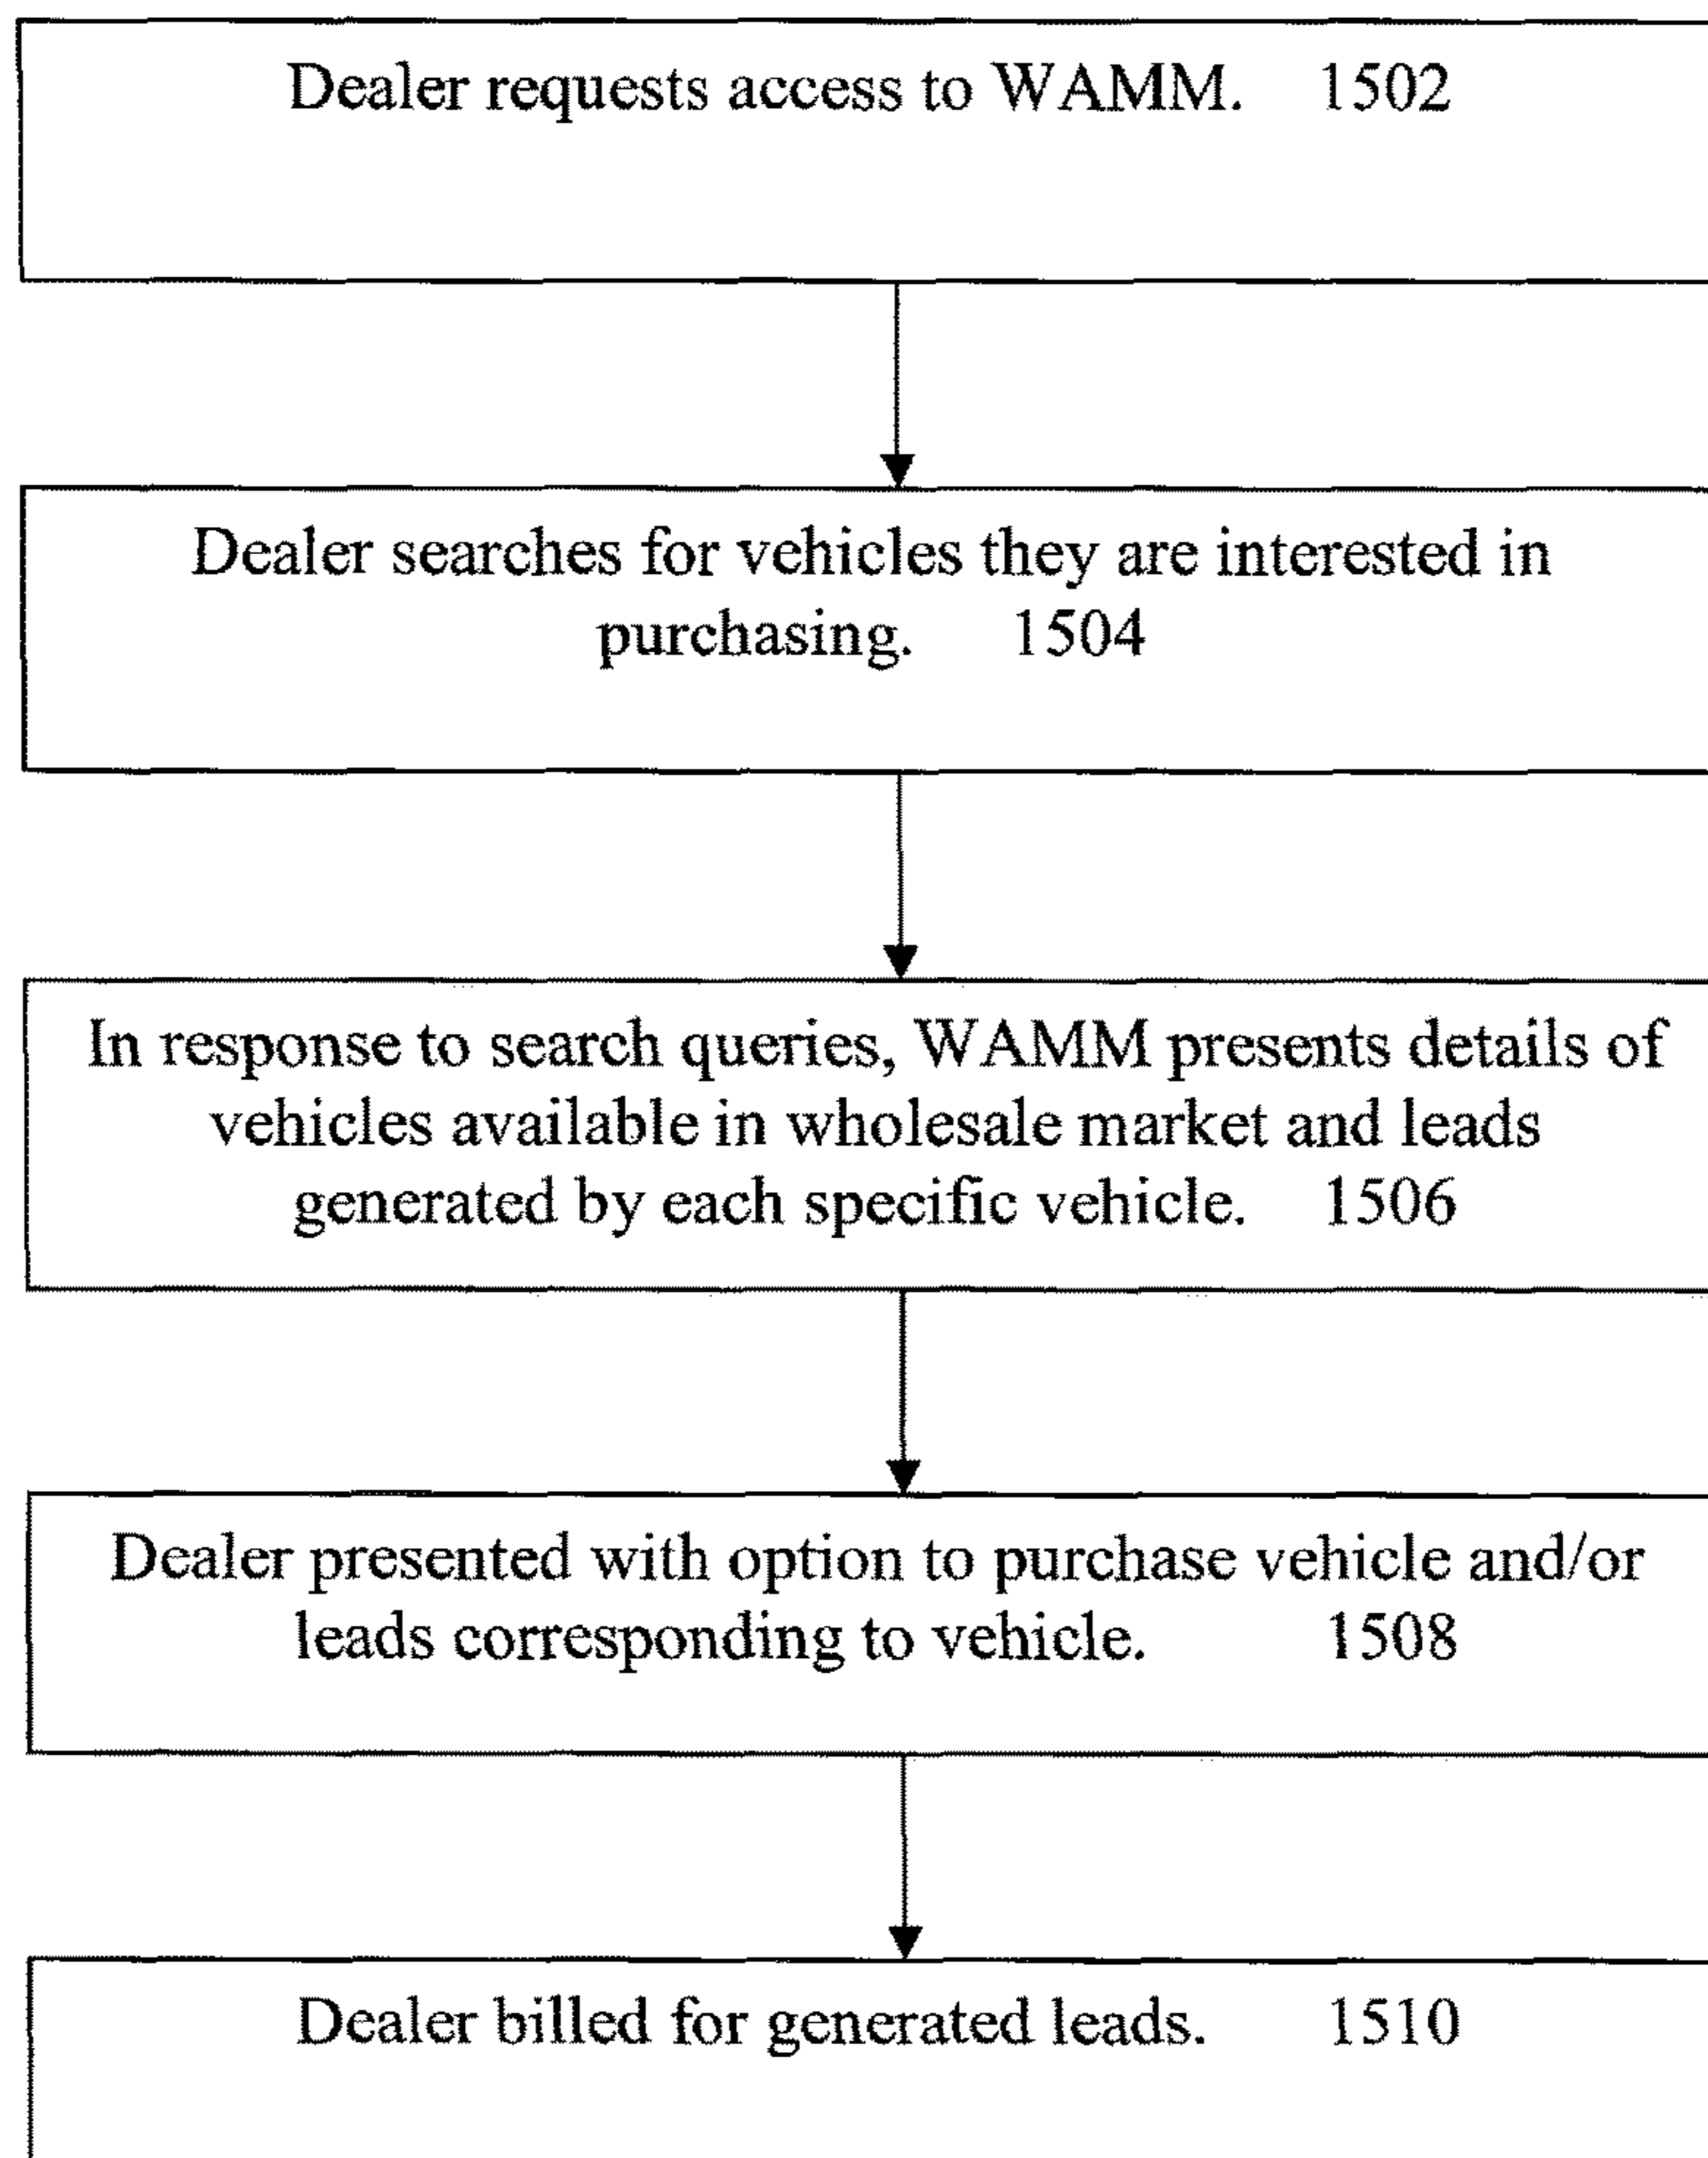 Dealer requests access to WAMM. 1502
Dealer searches for vehicles they are interested in
purchasing. 1504
In response to search queries, WAMM presents details of
vehicles available in wholesale market and leads
generated by each specific vehicle. 1506
Dealer presented with option to purchase vehicle and/or
leads corresponding to vehicle. 1508
Dealer billed for generated leads. 1510